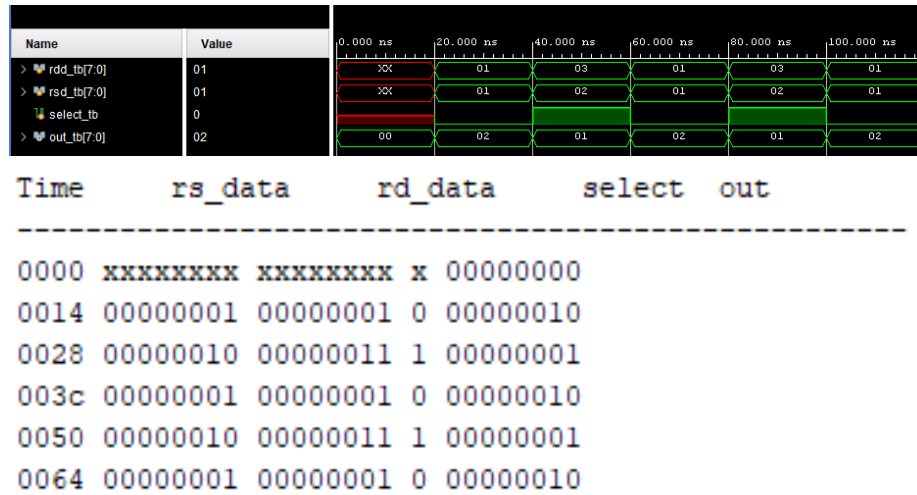 Name Value 0.000 ns 20.000 ns 40.000 ns 60.000 ns 80.000 ns 100.000 ns
> rdd_tb[7:0] 01 XX 01 03 01 03 01
> rsd_tb[7:0] 01 XX 01 02 01 02 01
select_tb 0
> out_tb[7:0] 02 00 02 01 02 01 02
Time rs_data rd_data select out
----------------------------------------------------
0000 xxxxxxxx xxxxxxxx x 00000000
0014 00000001 00000001 0 00000010
0028 00000010 00000011 1 00000001
003c 00000001 00000001 0 00000010
0050 00000010 00000011 1 00000001
0064 00000001 00000001 0 00000010